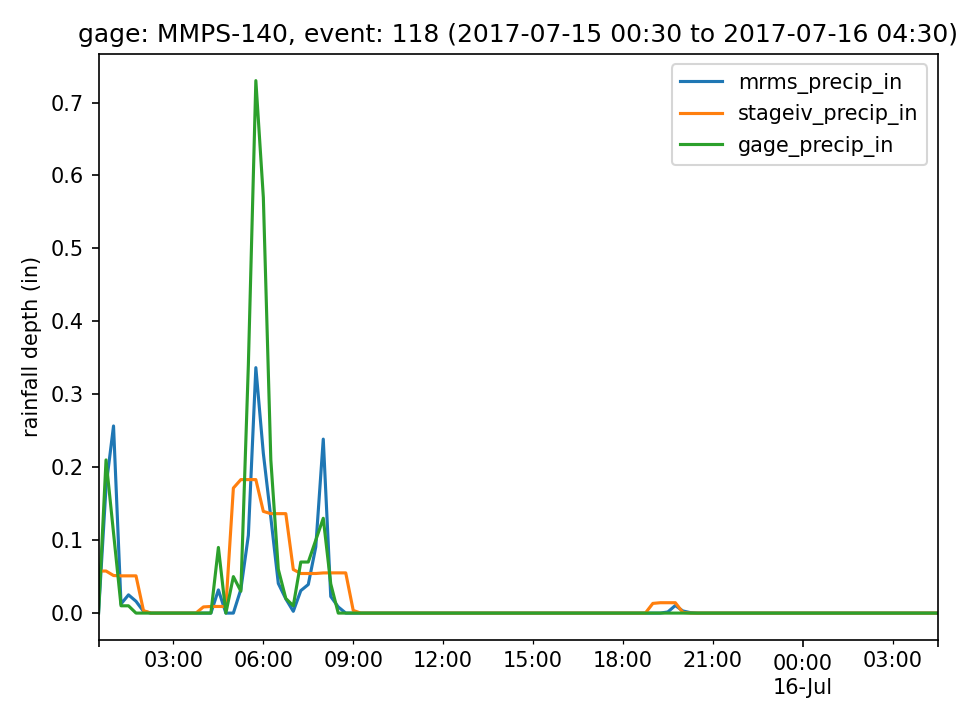 gage: MMPS-140, event: 118 (2017-07-15 00:30 to 2017-07-16 04:30)
mrms_precip_in
stageiv_precip_in
gage_precip_in
rainfall depth (in)
0.7
0.6
0.5
0.4
0.3
0.2
0.1
0.0
03:00 06:00 09:00 12:00 15:00 18:00 21:00 00:00 03:00
16-Jul